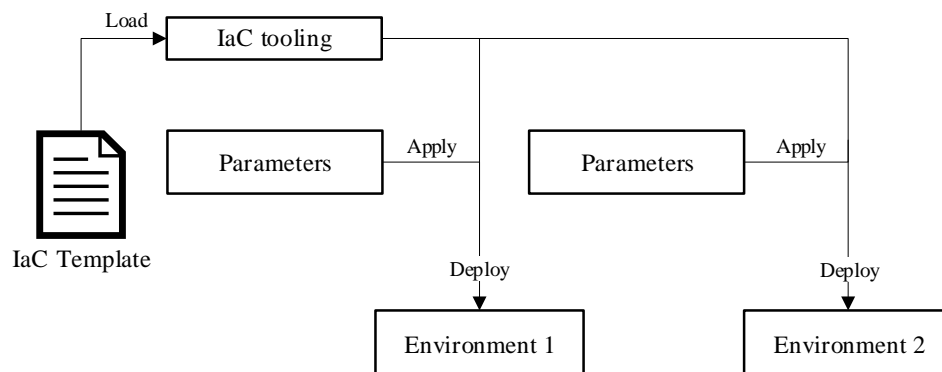 Load
IaC tooling
Parameters
Apply
Parameters
Apply
IaC Template
Deploy
Deploy
Environment 1
Environment 2